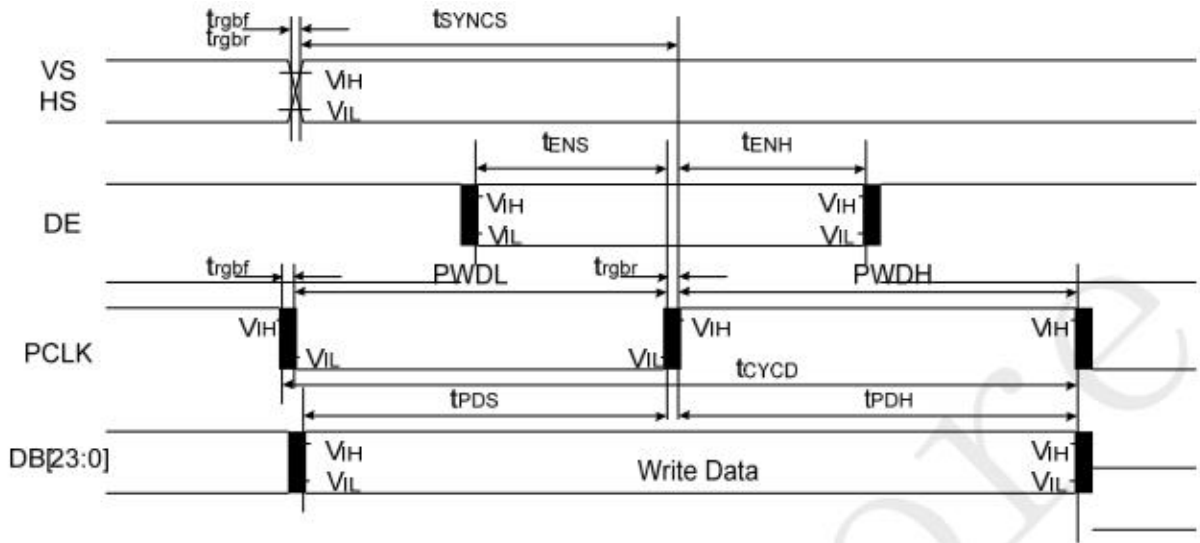 trgbf tSYNCS
trgbr
VS VIH
HS VIL
tENS tENH
DE VIH VIH
VIL VIL
trgbf PWDL trgbr PWDH
PCLK VIH VIH VIH
VIL VIL
tCYCD
tPDS tPDH
DB[23:0] VIH VIH
Write Data
VIL VIL
ore